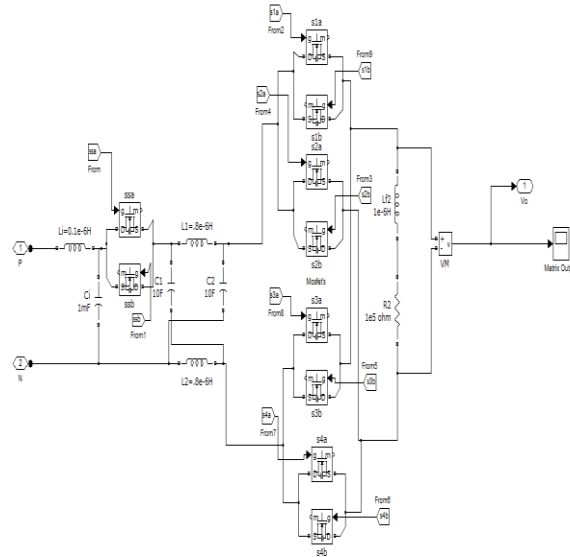 s1a
From2
s1a
g m
D S
From9
s1b
m g
S D
s1b
s2a
From4
s2a
g m
D S
From3
s2b
m g
S D
s2b
Mosfet's
ssa
From
ssa
g m
D S
1
P
Li=0.1e-6H
Ci
1mF
m g
S D
ssb
ssb
From1
L1=.8e-6H
C1
10F
C2
10F
L2=.8e-6H
2
N
s3a
From8
s3a
g m
D S
From5
s3b
m g
S D
s3b
s4a
From7
s4a
g m
D S
From6
s4b
m g
S D
s4b
Lf2
1e-6H
R2
1e5 ohm
+
-
v
VM
1
Vo
Matrix Out